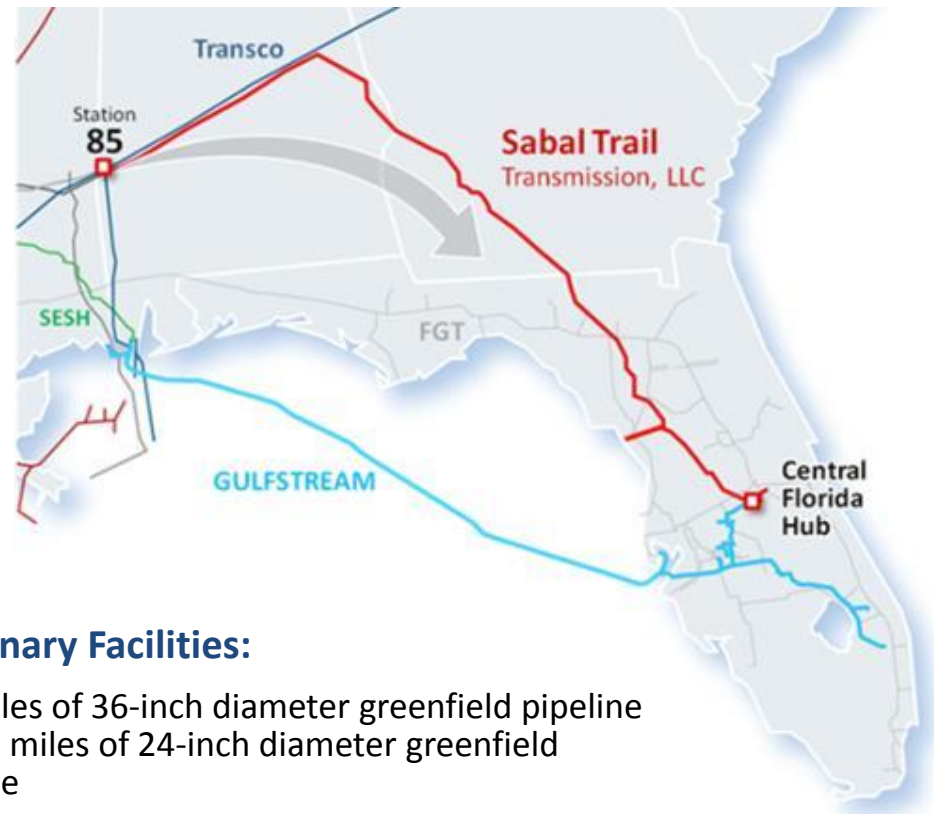 Transco
Station
85
Sabal Trail
Transmission, LLC
SESH
FGT
GULFSTREAM
Central
Florida
Hub
nary Facilities:
les of 36-inch diameter greenfield pipeline
miles of 24-inch diameter greenfield
e